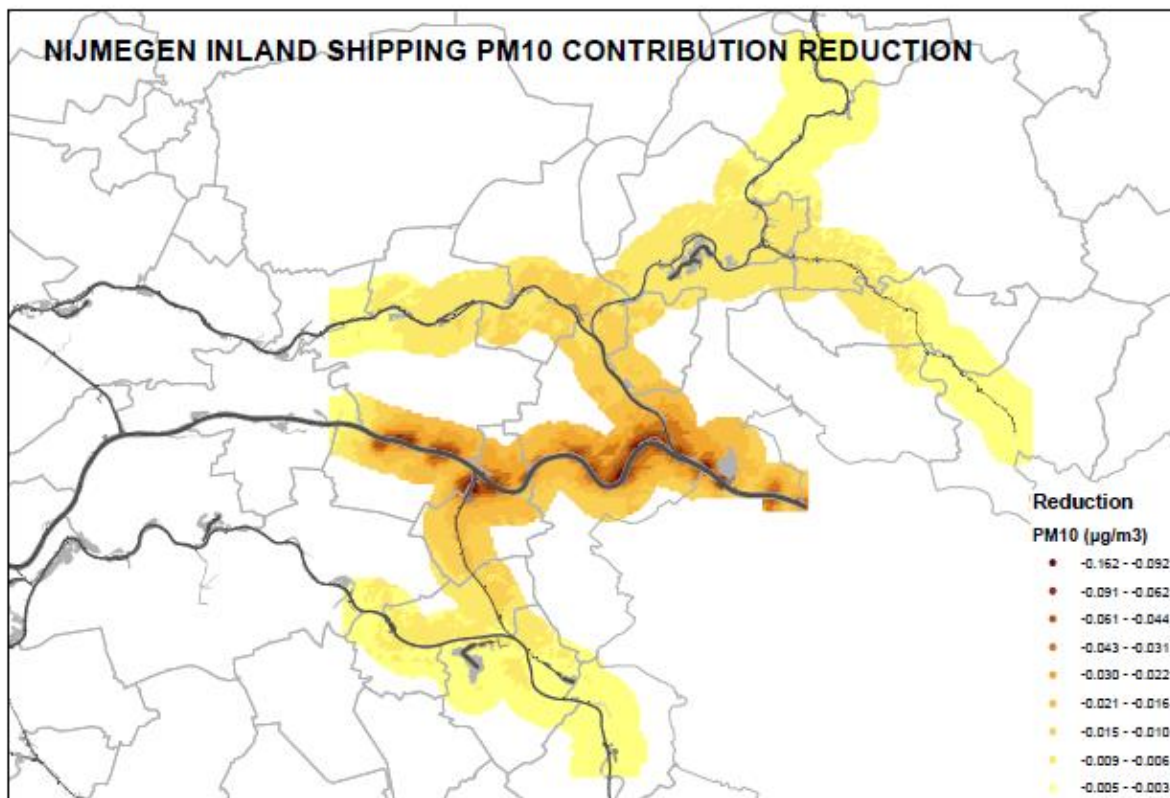 NIJMEGEN INLAND SHIPPING PM10 CONTRIBUTION REDUCTION
Reduction
PM10 (µg/m3)
-0.162 - -0.092
-0.091 - -0.062
-0.061 - -0.044
-0.043 - -0.031
-0.030 - -0.022
-0.021 - -0.016
-0.015 - -0.010
-0.009 - -0.006
-0.005 - -0.003